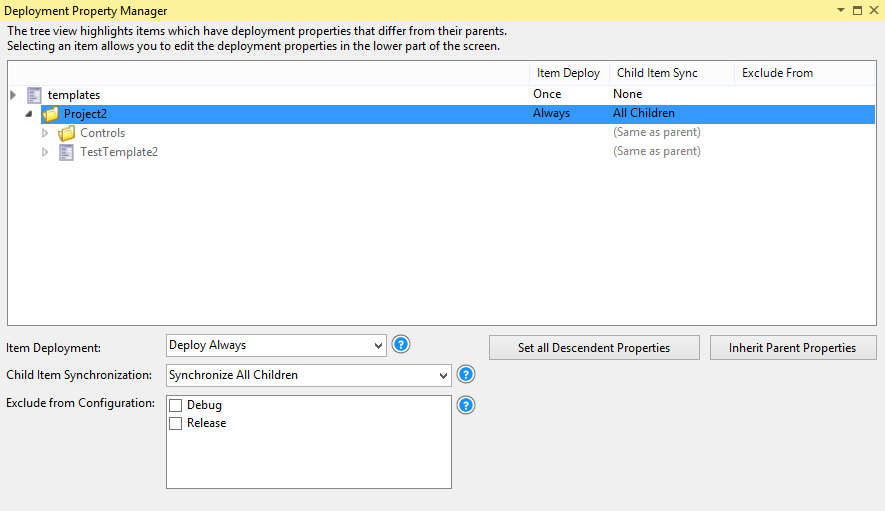 Deployment Property Manager
The tree view highlights items which have deployment properties that differ from their parents.
Selecting an item allows you to edit the deployment properties in the lower part of the screen.
Item Deploy Child Item Sync Exclude From
templates Once None
Project2 Always All Children
Controls (Same as parent)
TestTemplate2 (Same as parent)
Item Deployment: Deploy Always ? Set all Descendent Properties Inherit Parent Properties
Child Item Synchronization: Synchronize All Children ?
Exclude from Configuration: Debug ?
Release